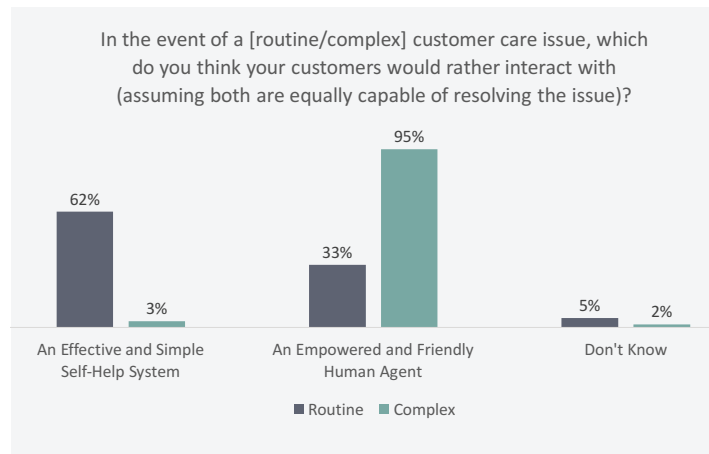 In the event of a [routine/complex] customer care issue, which
do you think your customers would rather interact with
(assuming both are equally capable of resolving the issue)?
95%
62%
33%
3%
5%
2%
An Effective and Simple
Self-Help System
An Empowered and Friendly
Human Agent
Don't Know
Routine
Complex